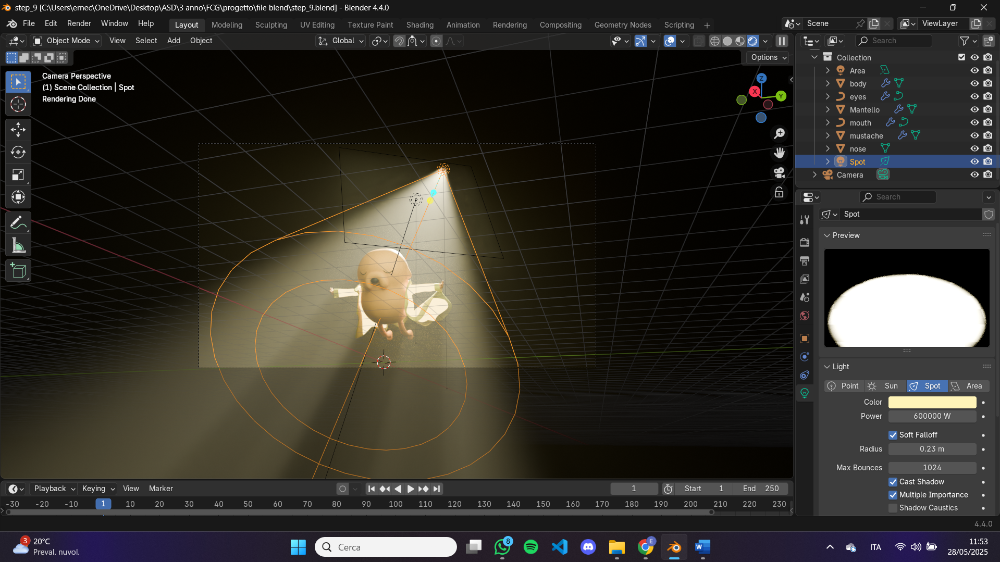 step_9 [C:\Users\ernec\OneDrive\Desktop\ASD\3 anno\FCG\progetto\file blend\step_9.blend] - Blender 4.4.0
File Edit Render Window Help Layout Modeling Sculpting UV Editing Texture Paint Shading Animation Rendering Compositing Geometry Nodes Scripting Scene ViewLayer
Object Mode View Select Add Object Global Search
Options
Camera Perspective
(1) Scene Collection | Spot
Rendering Done
Z
X
Y
Collection
Area
body
eyes
Mantello
mouth
mustache
nose
Spot
Camera
Search
Spot
Preview
Light
Point Sun Spot Area
Color
Power 600000 W
Soft Falloff
Radius 0.23 m
Max Bounces 1024
Cast Shadow
Multiple Importance
Shadow Caustics
Playback Keying View Marker 1 Start 1 End 250
-30 -20 -10 1 10 20 30 40 50 60 70 80 90 100 110 120 130 140 150 160 170 180 190 200 210 220 230
4.4.0
3 20°C
Preval. nuvol.
Cerca
8
E
W
ITA
11:53
28/05/2025